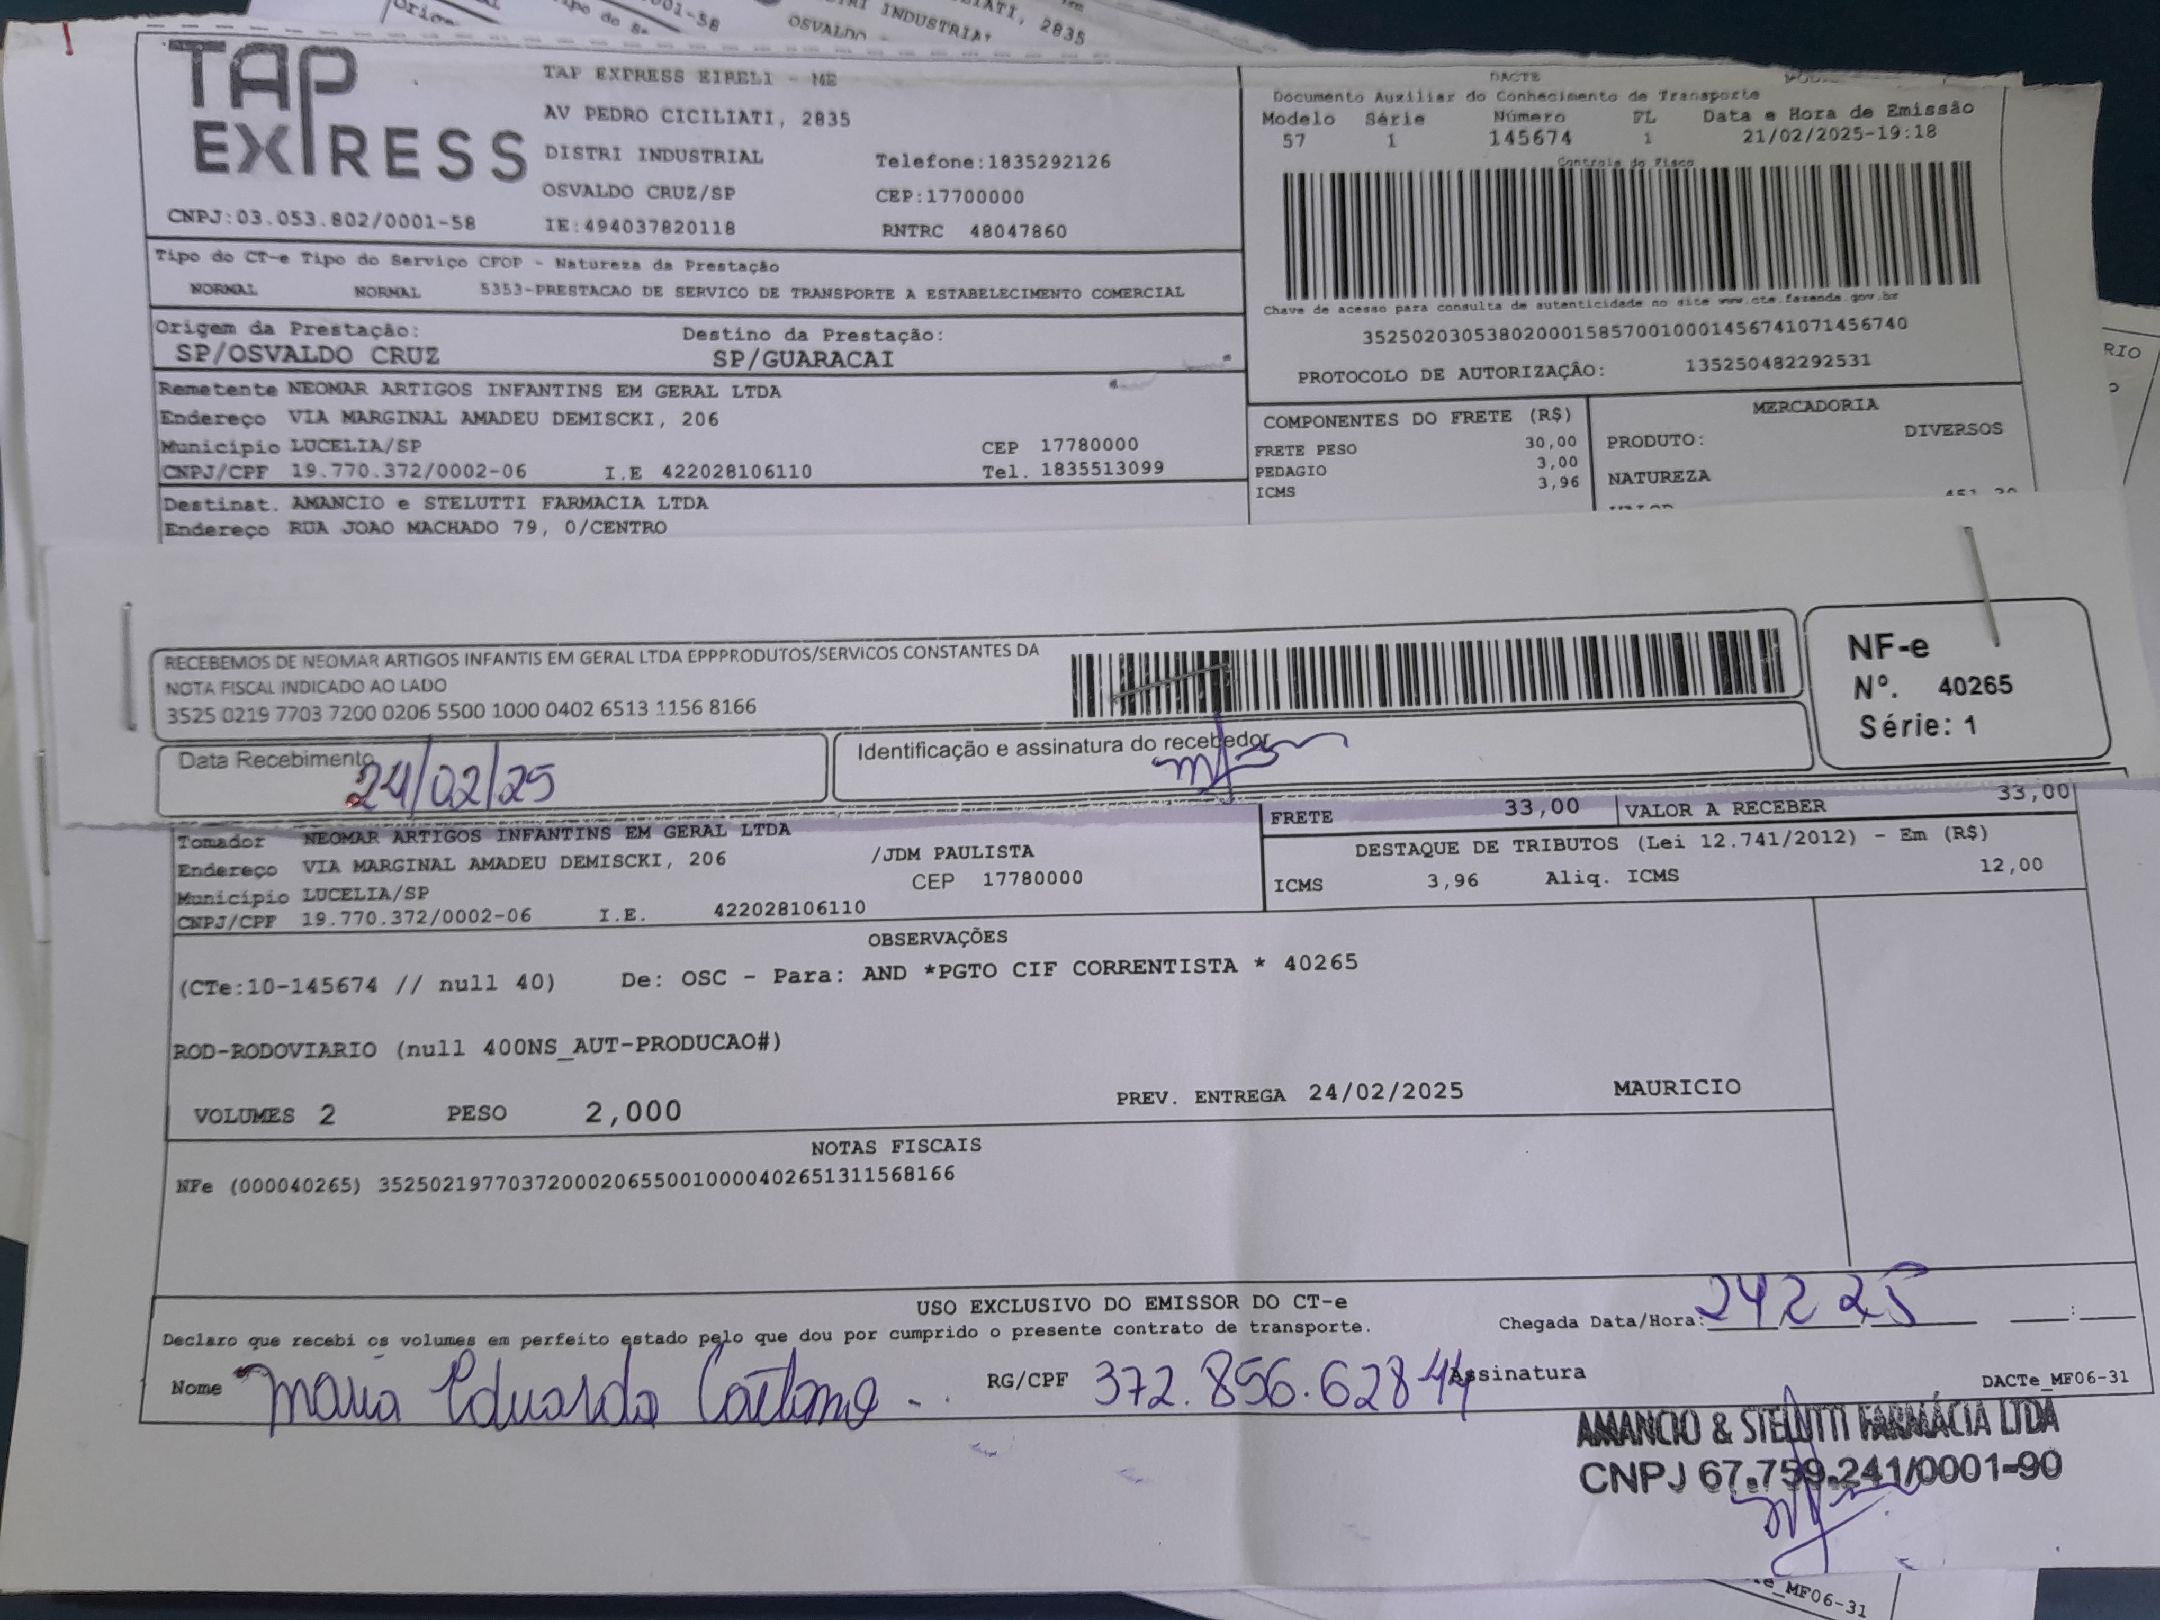 TAP EXPRESS
TAP EXPRESS EIRELI - ME
AV PEDRO CICILIATI, 2835
DISTRI INDUSTRIAL Telefone:1835292126
OSVALDO CRUZ/SP CEP:17700000
CNPJ:03.053.802/0001-58 IE:494037820118 RNTRC 48047860
DACTE
Documento Auxiliar do Conhecimento de Transporte
Modelo Série Número FL Data e Hora de Emissão
57 1 145674 1 21/02/2025-19:18
Controle do Fisco
Chave de acesso para consulta de autenticidade no site www.cte.fazenda.gov.br
35250203053802000158570010001456741071456740
PROTOCOLO DE AUTORIZAÇÃO: 135250482292531
Tipo do CT-e Tipo do Serviço CFOP - Natureza da Prestação
NORMAL NORMAL 5353-PRESTACAO DE SERVICO DE TRANSPORTE A ESTABELECIMENTO COMERCIAL
Origem da Prestação: Destino da Prestação:
SP/OSVALDO CRUZ SP/GUARACAI
Remetente NEOMAR ARTIGOS INFANTINS EM GERAL LTDA
Endereço VIA MARGINAL AMADEU DEMISCKI, 206
Município LUCELIA/SP CEP 17780000
CNPJ/CPF 19.770.372/0002-06 I.E 422028106110 Tel. 1835513099
Destinat. AMANCIO e STELUTTI FARMACIA LTDA
Endereço RUA JOAO MACHADO 79, 0/CENTRO
COMPONENTES DO FRETE (R$)
FRETE PESO 30,00
PEDAGIO 3,00
ICMS 3,96
MERCADORIA
PRODUTO: DIVERSOS
NATUREZA
RECEBEMOS DE NEOMAR ARTIGOS INFANTIS EM GERAL LTDA EPPPRODUTOS/SERVICOS CONSTANTES DA
NOTA FISCAL INDICADO AO LADO
3525 0219 7703 7200 0206 5500 1000 0402 6513 1156 8166
NF-e
Nº. 40265
Série: 1
Data Recebimento 24/02/25
Identificação e assinatura do recebedor
FRETE 33,00 VALOR A RECEBER 33,00
Tomador NEOMAR ARTIGOS INFANTINS EM GERAL LTDA
Endereço VIA MARGINAL AMADEU DEMISCKI, 206 /JDM PAULISTA
Município LUCELIA/SP CEP 17780000
CNPJ/CPF 19.770.372/0002-06 I.E. 422028106110
DESTAQUE DE TRIBUTOS (Lei 12.741/2012) - Em (R$)
ICMS 3,96 Aliq. ICMS 12,00
OBSERVAÇÕES
(CTe:10-145674 // null 40) De: OSC - Para: AND *PGTO CIF CORRENTISTA * 40265
ROD-RODOVIARIO (null 400NS_AUT-PRODUCAO#)
VOLUMES 2 PESO 2,000 PREV. ENTREGA 24/02/2025 MAURICIO
NOTAS FISCAIS
NFe (000040265) 35250219770372000206550010000402651311568166
USO EXCLUSIVO DO EMISSOR DO CT-e
Declaro que recebi os volumes em perfeito estado pelo que dou por cumprido o presente contrato de transporte.
Chegada Data/Hora: 24 2 25 :
Nome Maria Eduarda Caetano RG/CPF 372.856.628 44 Assinatura
DACTe_MF06-31
AMANCIO & STELUTTI FARMÁCIA LTDA
CNPJ 67.759.241/0001-90